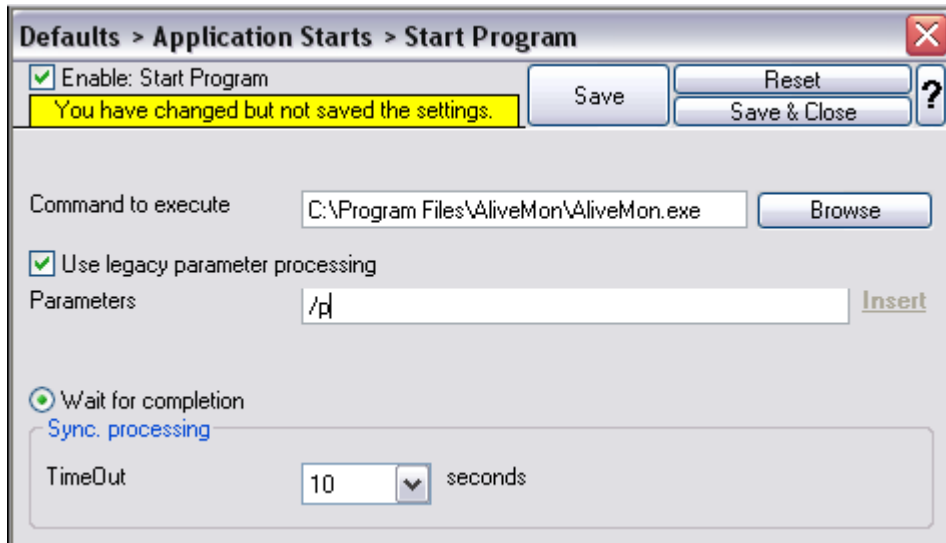 Defaults > Application Starts > Start Program
Enable: Start Program
You have changed but not saved the settings.
Save
Reset
Save & Close
?
Command to execute
C:\Program Files\AliveMon\AliveMon.exe
Browse
Use legacy parameter processing
Parameters
/p
Insert
Wait for completion
Sync. processing
TimeOut
10
seconds